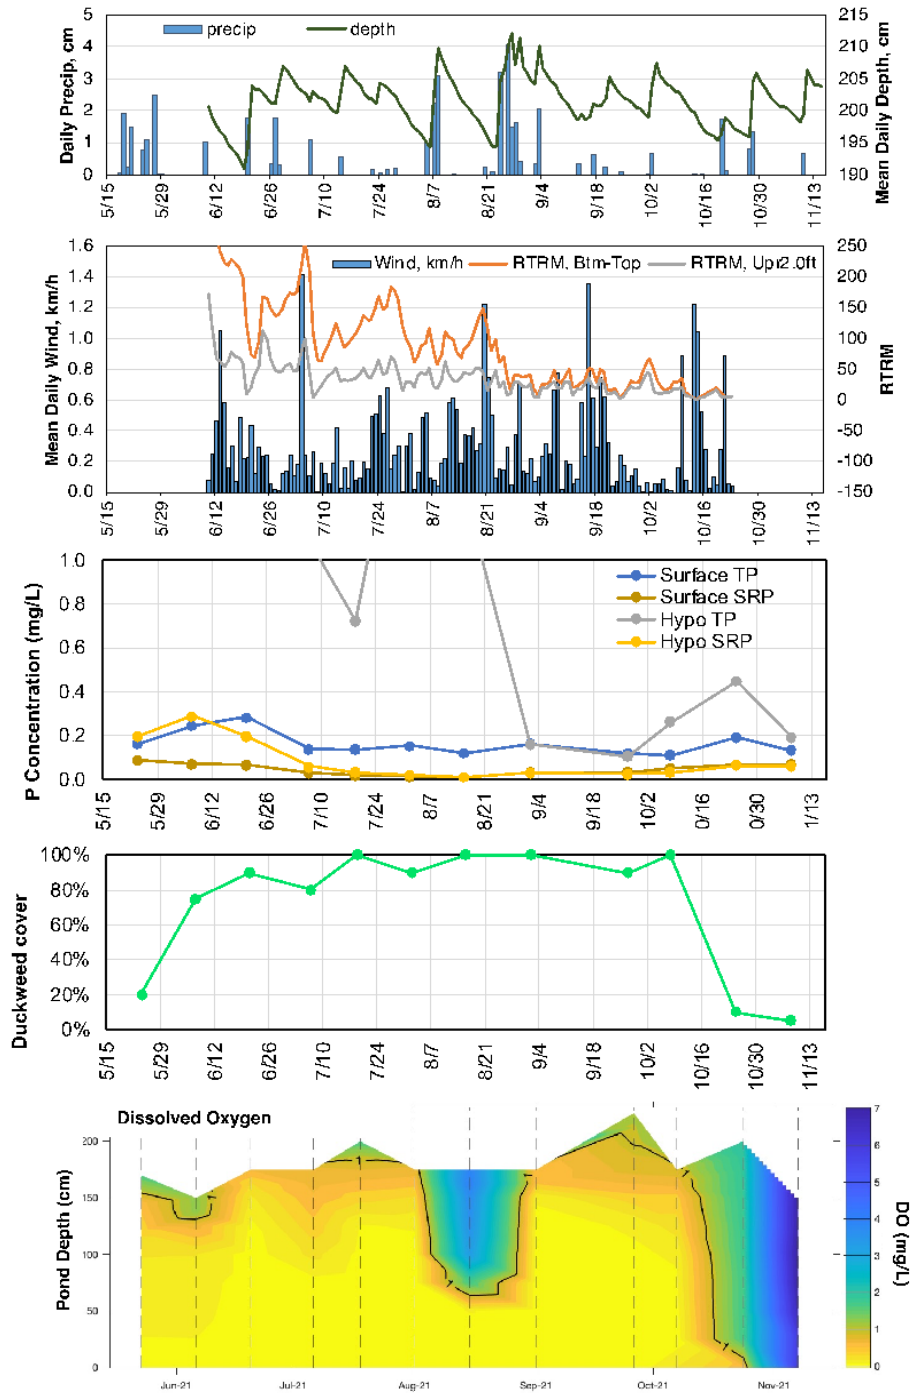 precip depth
Daily Precip, cm
5
4
3
2
1
0
Mean Daily Depth, cm
215
210
205
200
195
190
5/15 5/29 6/12 6/26 7/10 7/24 8/7 8/21 9/4 9/18 10/2 10/16 10/30 11/13
Wind, km/h RTRM, Btm-Top RTRM, Upr2.0ft
Mean Daily Wind, km/h
1.6
1.4
1.2
1.0
0.8
0.6
0.4
0.2
0.0
RTRM
250
200
150
100
50
0
-50
-100
-150
5/15 5/29 6/12 6/26 7/10 7/24 8/7 8/21 9/4 9/18 10/2 10/16 10/30 11/13
P Concentration (mg/L)
1.0
0.8
0.6
0.4
0.2
0.0
Surface TP
Surface SRP
Hypo TP
Hypo SRP
5/15 5/29 6/12 6/26 7/10 7/24 8/7 8/21 9/4 9/18 10/2 0/16 0/30 1/13
Duckweed cover
100%
80%
60%
40%
20%
0%
5/15 5/29 6/12 6/26 7/10 7/24 8/7 8/21 9/4 9/18 10/2 10/16 10/30 11/13
Dissolved Oxygen
Pond Depth (cm)
200
150
100
50
0
1 1 1 1 1 1 1
Jun-21 Jul-21 Aug-21 Sep-21 Oct-21 Nov-21
7
6
5
4
3
2
1
0
DO (mg/L)